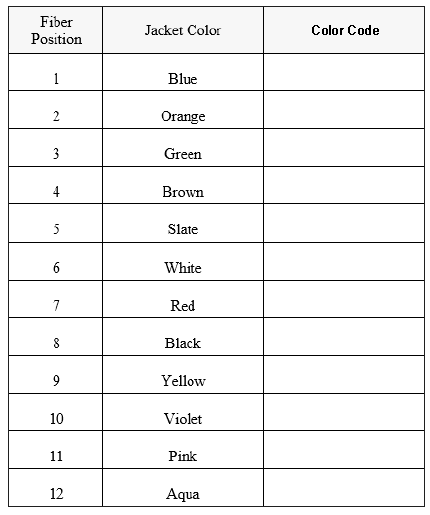 Fiber
Position Jacket Color Color Code
1 Blue
2 Orange
3 Green
4 Brown
5 Slate
6 White
7 Red
8 Black
9 Yellow
10 Violet
11 Pink
12 Aqua